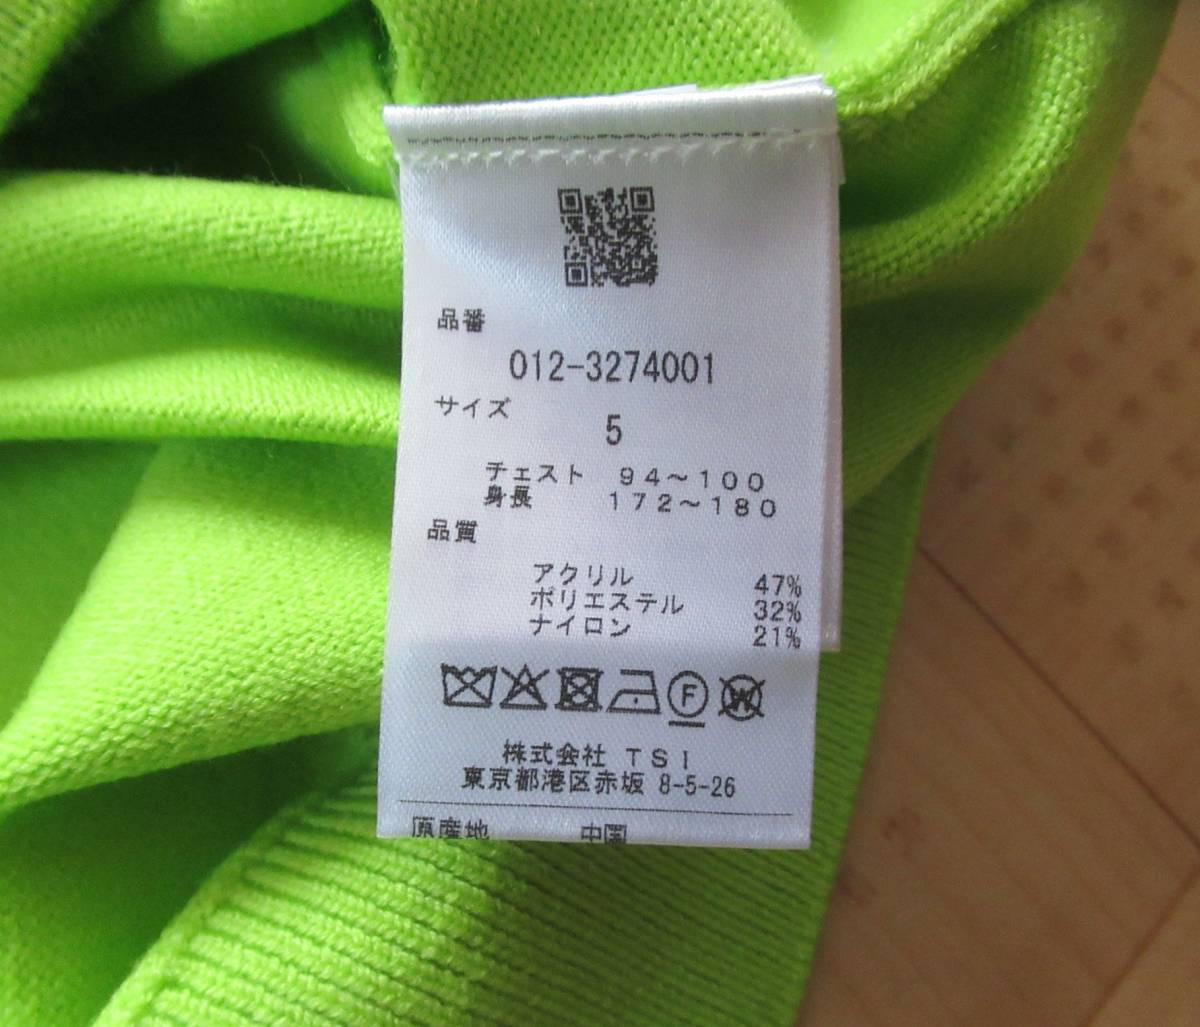 品番
012-3274001
サイズ
5
チェスト 94～100
身長 172～180
品質
アクリル 47%
ポリエステル 32%
ナイロン 21%
F W
株式会社 TSI
東京都港区赤坂 8-5-26
原産地 中国